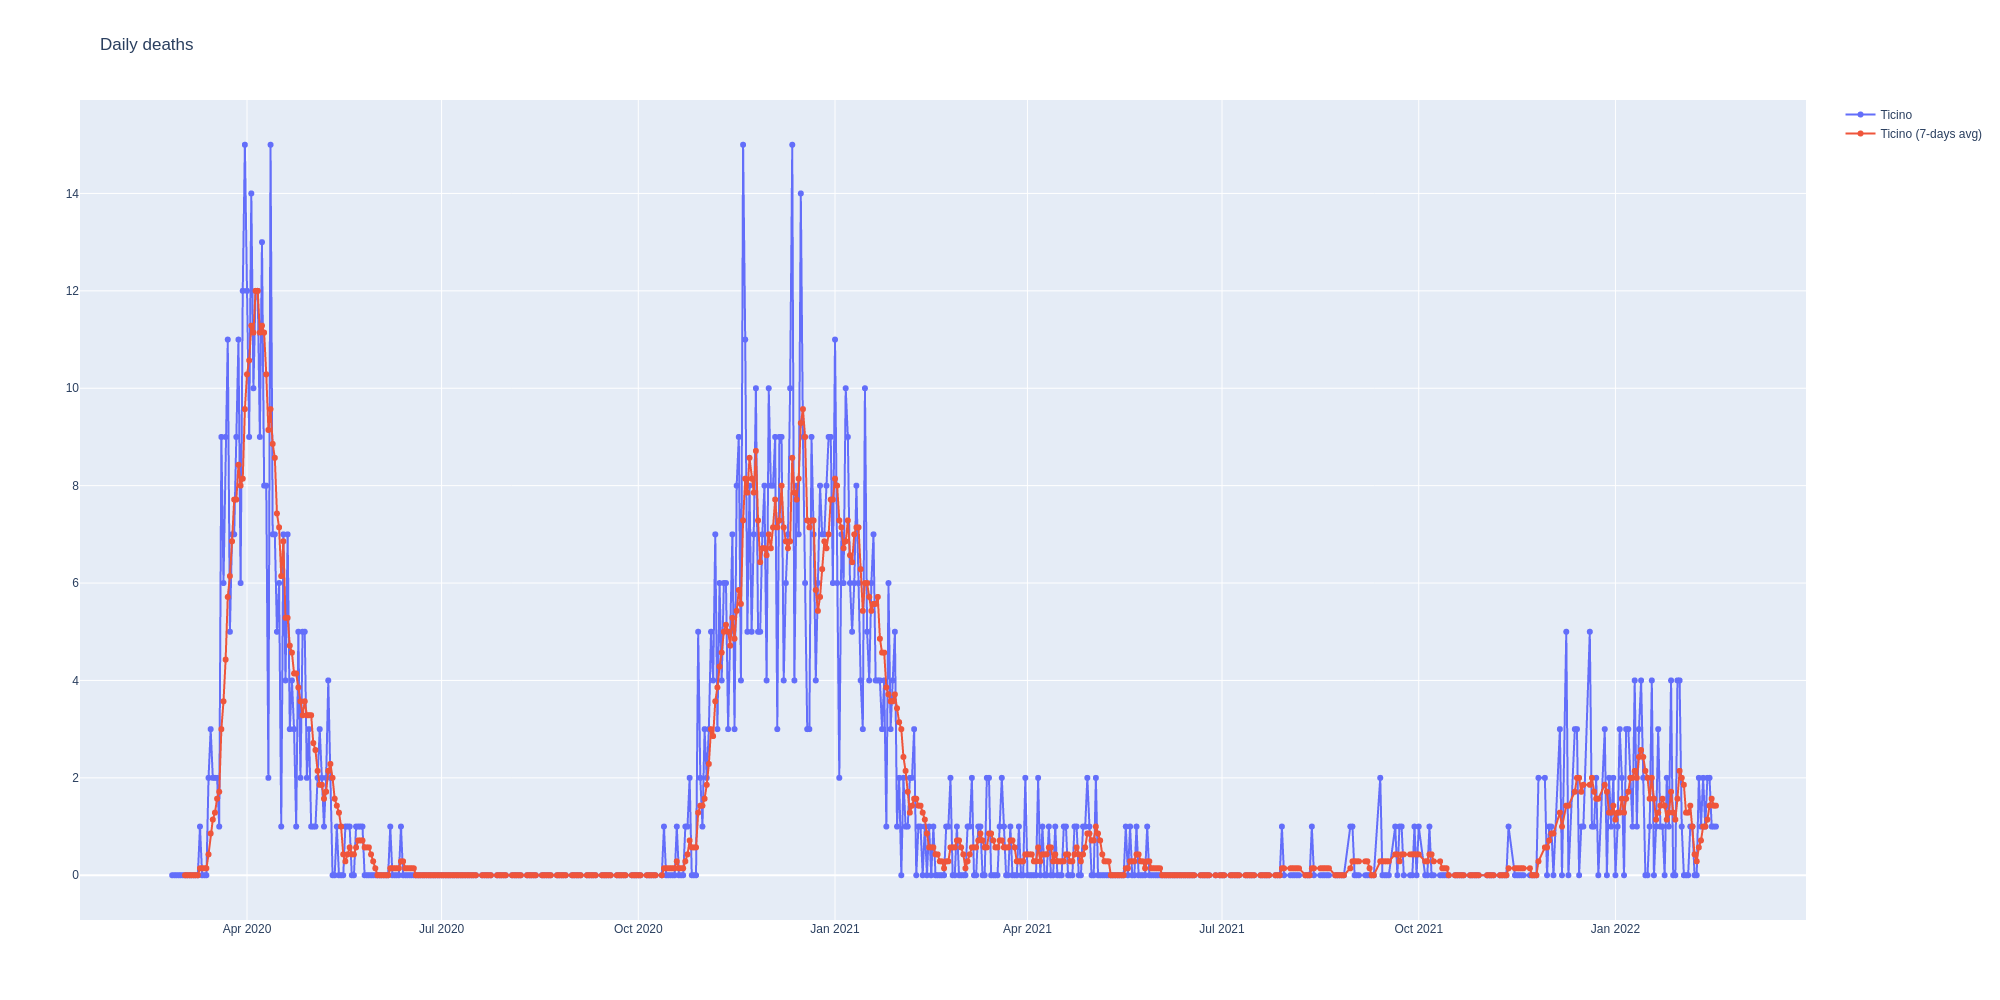 Daily deaths
Ticino
Ticino (7-days avg)
14
12
10
8
6
4
2
0
Apr 2020
Jul 2020
Oct 2020
Jan 2021
Apr 2021
Jul 2021
Oct 2021
Jan 2022